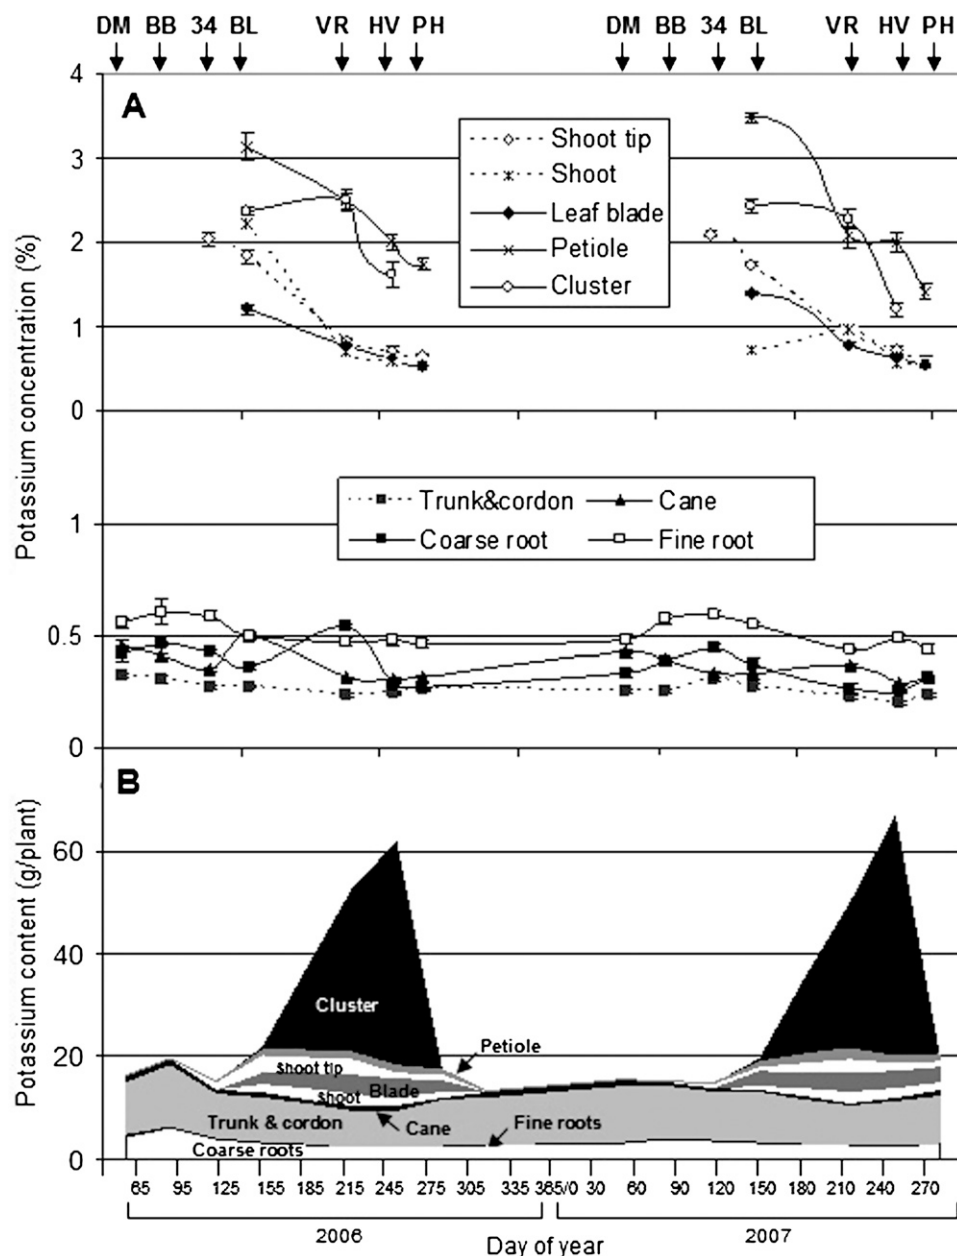 DM BB 34 BL VR HV PH DM BB 34 BL VR HV PH
A
4
3
2
1
0
Potassium concentration (%)
Shoot tip
Shoot
Leaf blade
Petiole
Cluster
Trunk&cordon Cane
Coarse root Fine root
1
0.5
0
B
Potassium content (g/plant)
60
40
20
0
Cluster
Petiole
Shoot tip
Blade
Shoot
Trunk & cordon Cane Fine roots
Coarse roots
65 95 125 155 185 215 245 275 305 335 365/0 30 60 90 120 150 180 210 240 270
2006 2007
Day of year